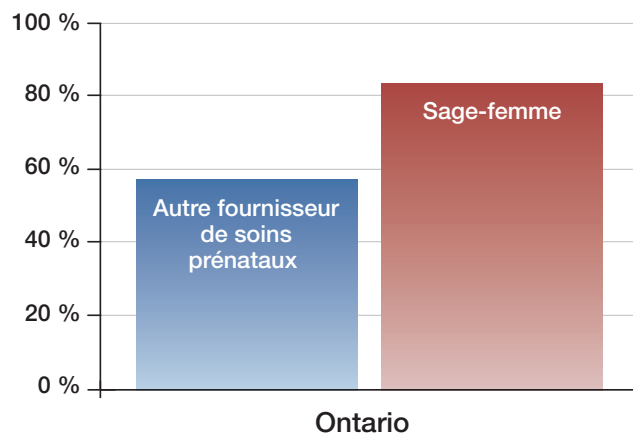 100 %
80 %
60 %
40 %
20 %
0 %
Autre fournisseur
de soins
prénataux
Sage-femme
Ontario